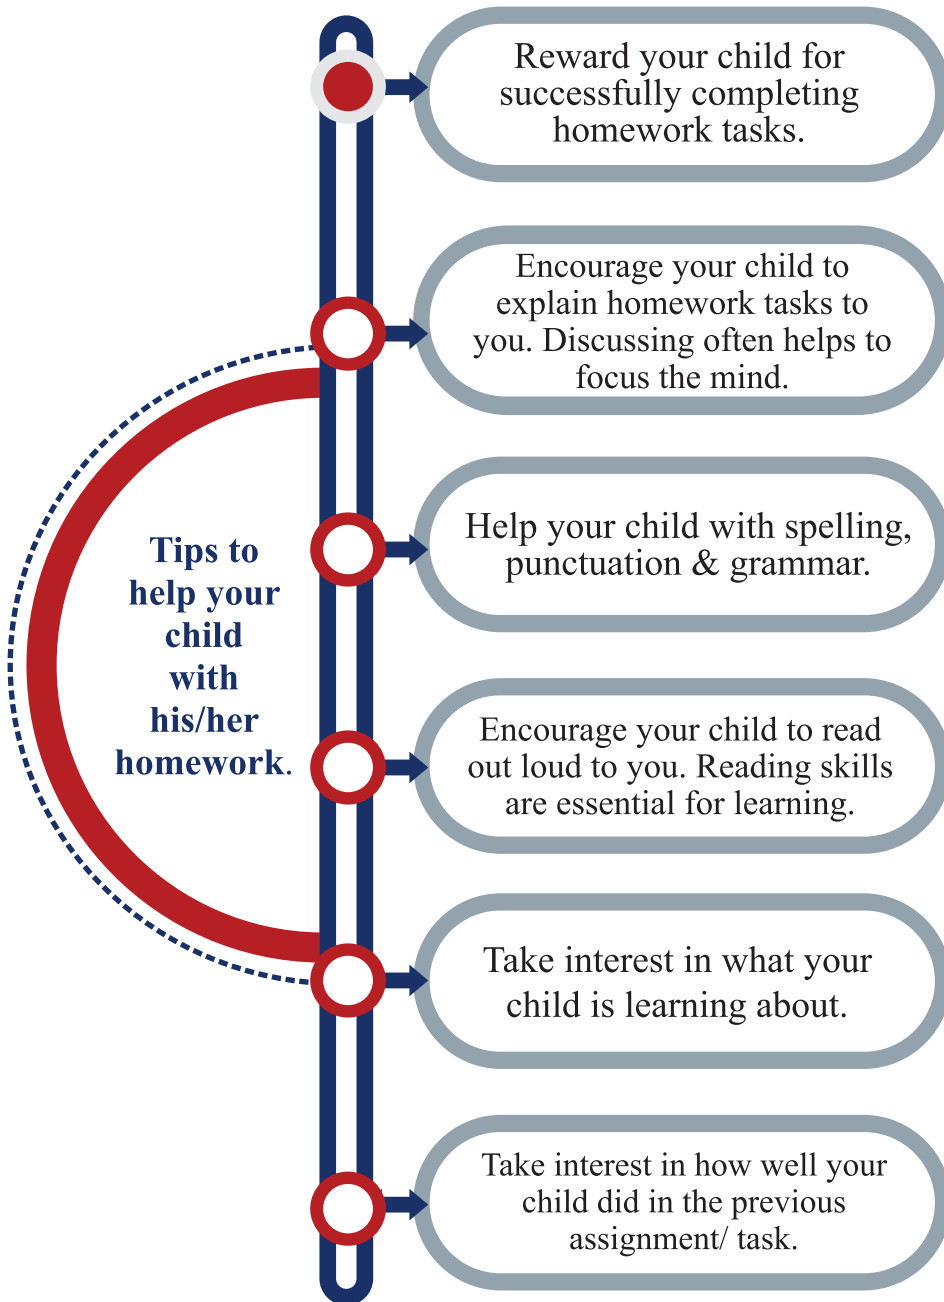 Reward your child for
successfully completing
homework tasks.
Encourage your child to
explain homework tasks to
you. Discussing often helps to
focus the mind.
Tips to
help your
child
with
his/her
homework.
Help your child with spelling,
punctuation & grammar.
Encourage your child to read
out loud to you. Reading skills
are essential for learning.
Take interest in what your
child is learning about.
Take interest in how well your
child did in the previous
assignment/ task.